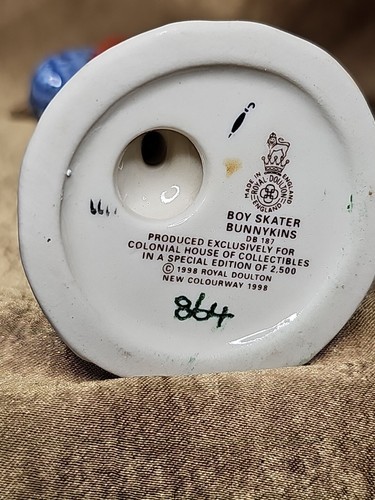 MADE IN ENGLAND
ROYAL DOULTON
ENGLAND
BOY SKATER
BUNNYKINS
DB 187
PRODUCED EXCLUSIVELY FOR
COLONIAL HOUSE OF COLLECTIBLES
IN A SPECIAL EDITION OF 2,500
© 1998 ROYAL DOULTON
NEW COLOURWAY 1998
864